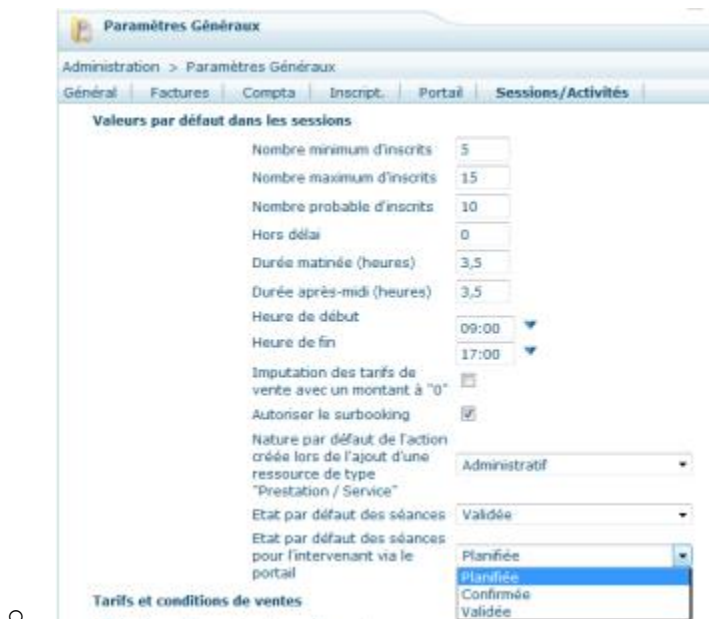 Paramètres Généraux
Administration > Paramètres Généraux
Général Factures Compta Inscript. Portail Sessions/Activités
Valeurs par défaut dans les sessions
Nombre minimum d'inscrits 5
Nombre maximum d'inscrits 15
Nombre probable d'inscrits 10
Hors délai 0
Durée matinée (heures) 3,5
Durée après-midi (heures) 3,5
Heure de début 09:00
Heure de fin 17:00
Imputation des tarifs de
vente avec un montant à "0"
Autoriser le surbooking
Nature par défaut de l'action
créée lors de l'ajout d'une
ressource de type Administratif
"Prestation / Service"
Etat par défaut des séances Validée
Etat par défaut des séances
pour l'intervenant via le Planifiée
portail
Planifiée
Confirmée
Validée
Tarifs et conditions de ventes